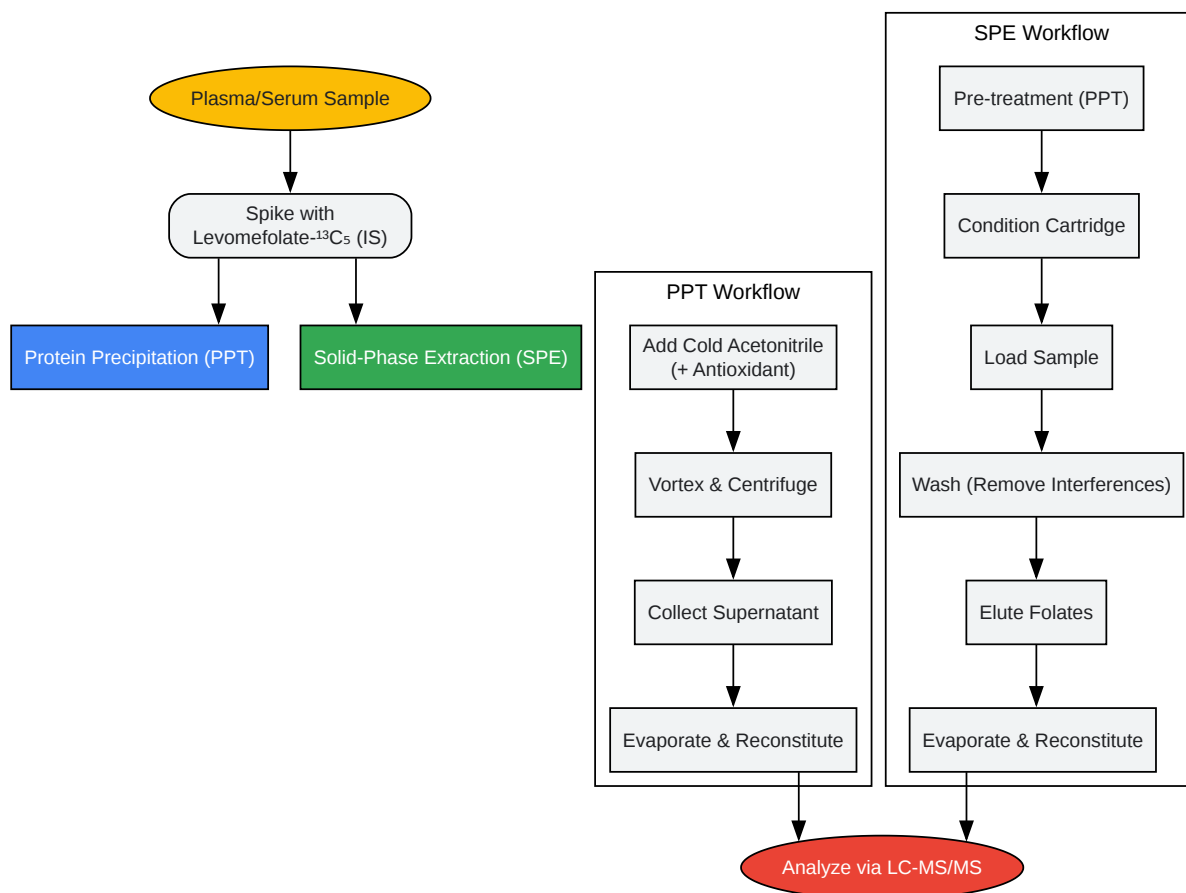 Plasma/Serum Sample
Spike with
Levomefolate-¹³C₅ (IS)
Protein Precipitation (PPT)
Solid-Phase Extraction (SPE)
PPT Workflow
Add Cold Acetonitrile
(+ Antioxidant)
Vortex & Centrifuge
Collect Supernatant
Evaporate & Reconstitute
SPE Workflow
Pre-treatment (PPT)
Condition Cartridge
Load Sample
Wash (Remove Interferences)
Elute Folates
Evaporate & Reconstitute
Analyze via LC-MS/MS